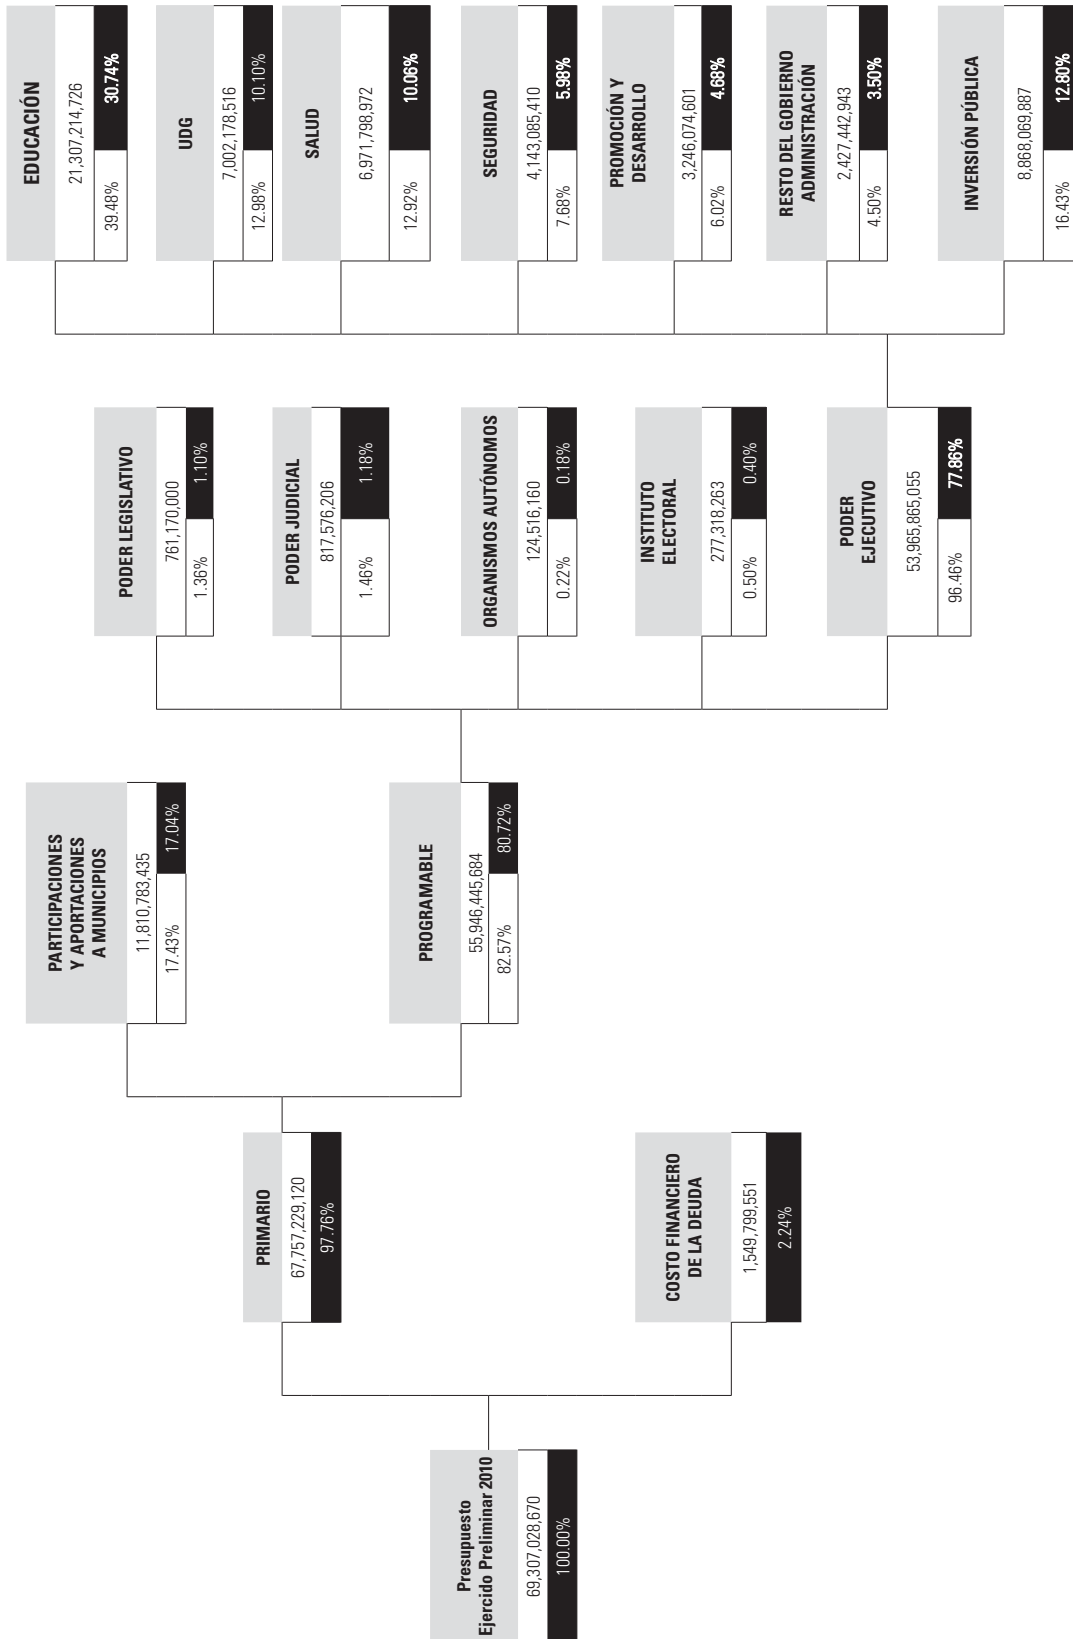 Presupuesto
Ejercido Preliminar 2010
69,307,028,670
100.00%
PRIMARIO
67,757,229,120
97.76%
COSTO FINANCIERO
DE LA DEUDA
1,549,799,551
2.24%
PARTICIPACIONES
Y APORTACIONES
A MUNICIPIOS
11,810,783,435
17.43% 17.04%
PROGRAMABLE
55,946,445,684
82.57% 80.72%
PODER LEGISLATIVO
761,170,000
1.36% 1.10%
PODER JUDICIAL
817,576,206
1.46% 1.18%
ORGANISMOS AUTÓNOMOS
124,516,160
0.22% 0.18%
INSTITUTO
ELECTORAL
277,318,263
0.50% 0.40%
PODER
EJECUTIVO
53,965,865,055
96.46% 77.86%
EDUCACIÓN
21,307,214,726
39.48% 30.74%
UDG
7,002,178,516
12.98% 10.10%
SALUD
6,971,798,972
12.92% 10.06%
SEGURIDAD
4,143,085,410
7.68% 5.98%
PROMOCIÓN Y
DESARROLLO
3,246,074,601
6.02% 4.68%
RESTO DEL GOBIERNO
ADMINISTRACIÓN
2,427,442,943
4.50% 3.50%
INVERSIÓN PÚBLICA
8,868,069,887
16.43% 12.80%